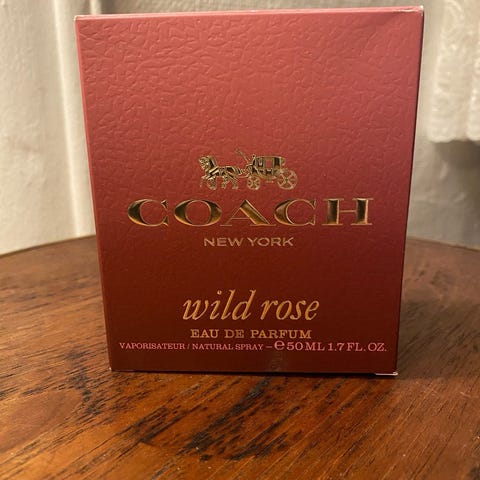 COACH
NEW YORK
wild rose
EAU DE PARFUM
VAPORISATEUR / NATURAL SPRAY - ℮ 50 ML 1.7 FL. OZ.